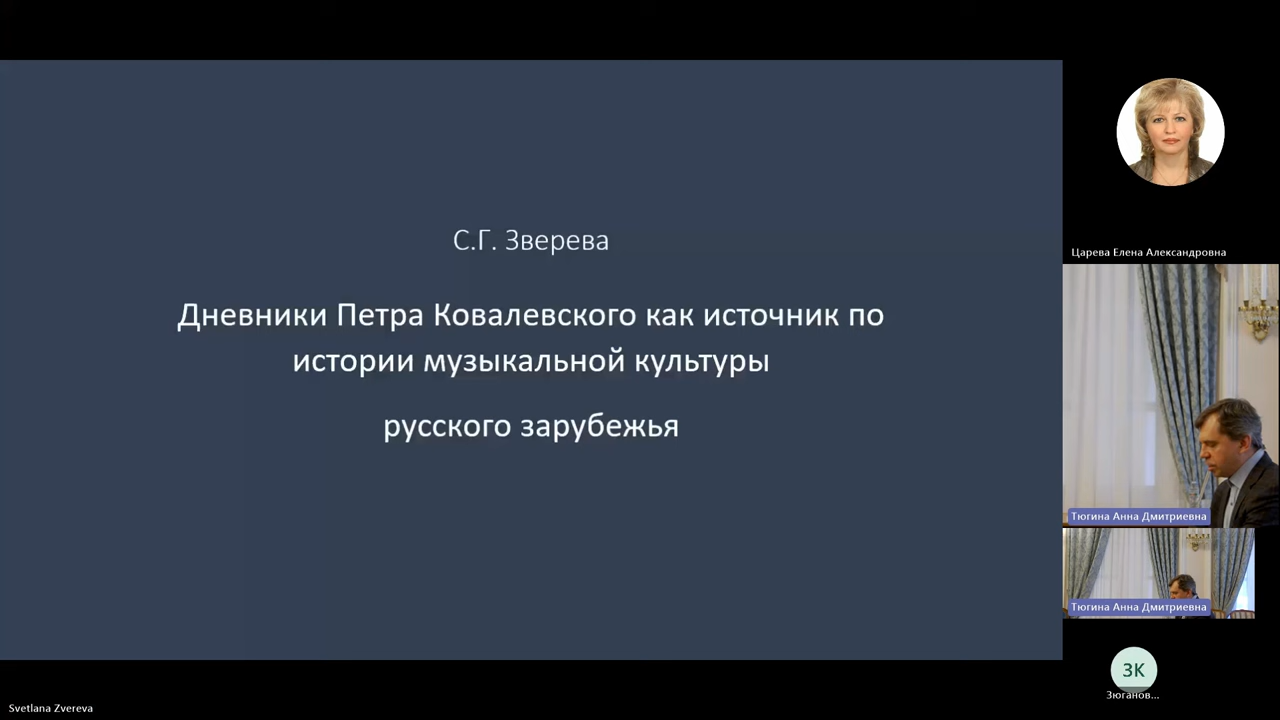 С.Г. Зверева
Дневники Петра Ковалевского как источник по
истории музыкальной культуры
русского зарубежья
Царева Елена Александровна
Тюгина Анна Дмитриевна
Тюгина Анна Дмитриевна
ЗК
Зюганов...
Svetlana Zvereva